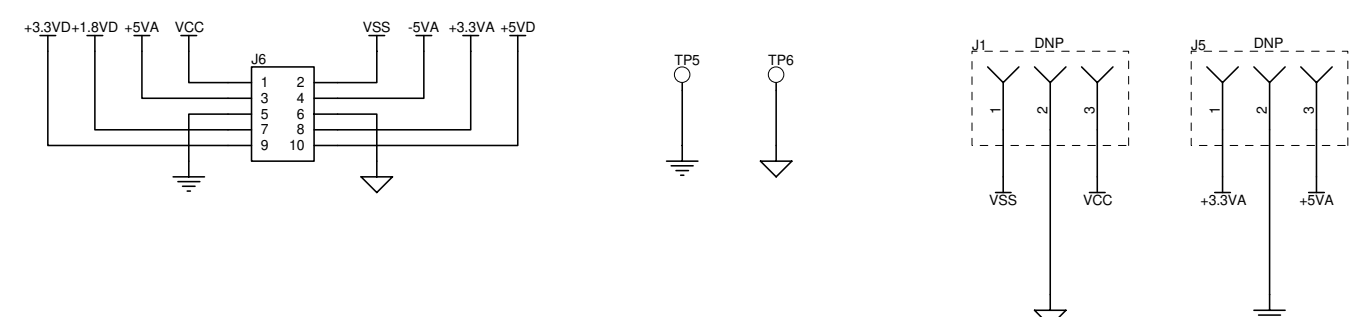 +3.3VD +1.8VD +5VA VCC VSS -5VA +3.3VA +5VD
J6
1 2
3 4
5 6
7 8
9 10
TP5
TP6
J1 DNP
1 2 3
VSS VCC
J5 DNP
1 2 3
+3.3VA +5VA